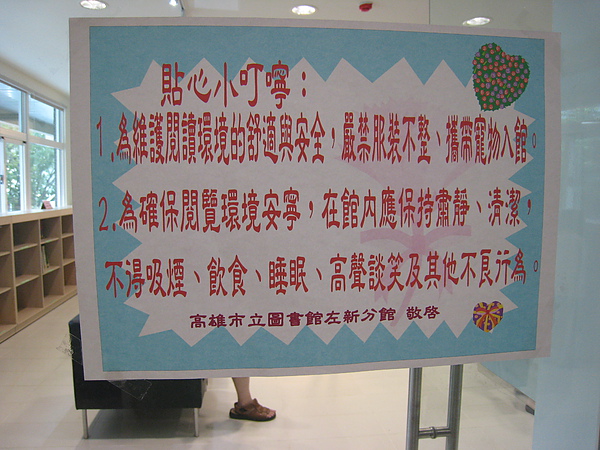 貼心小叮嚀：
1.為維護閱讀環境的舒適與安全，嚴禁服裝不整、攜帶寵物入館。
2.為確保閱覽環境安寧，在館內應保持肅靜、清潔，
不得吸煙、飲食、睡眠、高聲談笑及其他不良行為。
高雄市立圖書館左新分館 敬啓